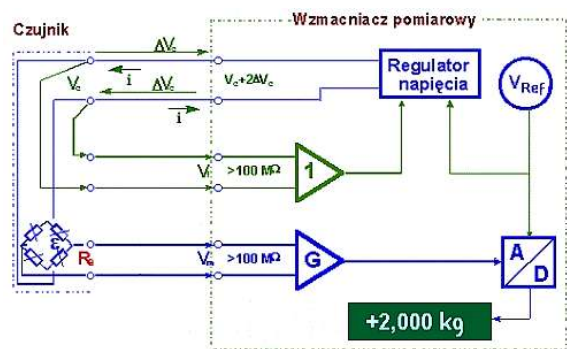 Wzmacniacz pomiarowy
Czujnik
ΔVc
i
Vc
ΔVc
i
Vc+2ΔVc
Regulator
napięcia
VRef
Vi
>100 MΩ
1
ε
>100 MΩ
G
A
D
+2,000 kg